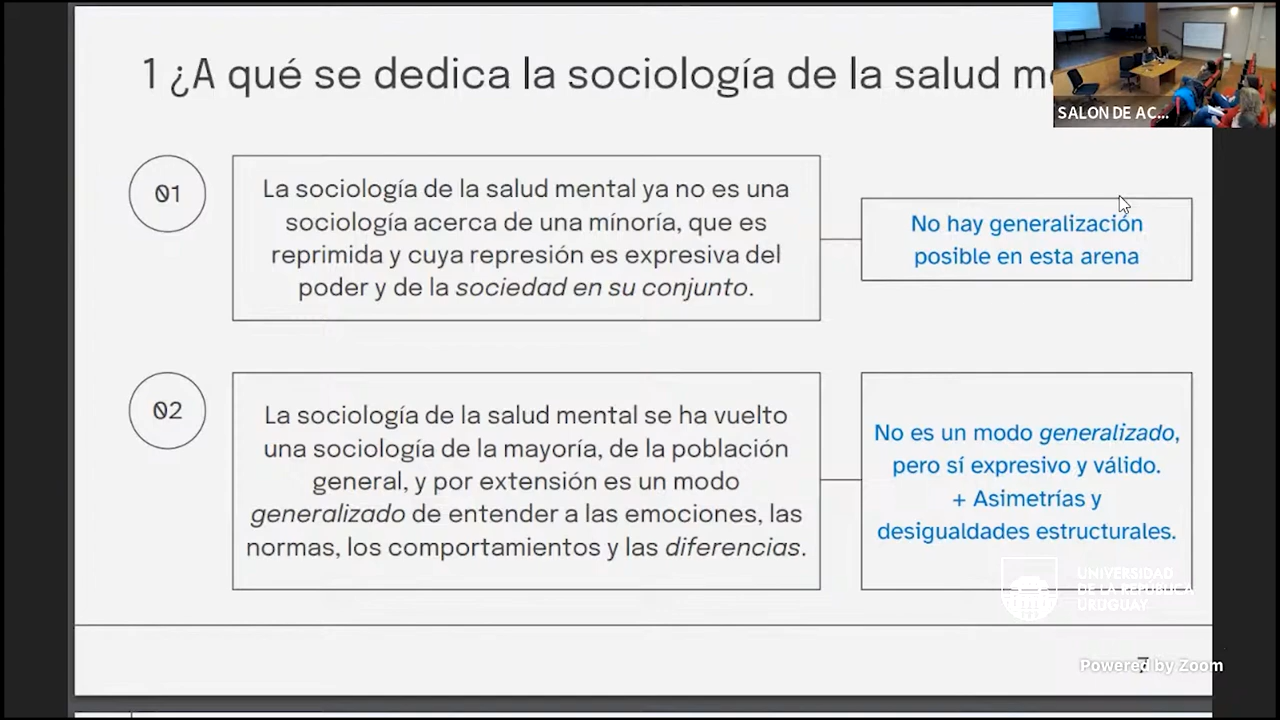 1 ¿A qué se dedica la sociología de la salud
SALON DE AC...
01
La sociología de la salud mental ya no es una
sociología acerca de una mínoría, que es
reprimida y cuya represión es expresiva del
poder y de la sociedad en su conjunto.
No hay generalización
posible en esta arena
02
La sociología de la salud mental se ha vuelto
una sociología de la mayoría, de la población
general, y por extensión es un modo
generalizado de entender a las emociones, las
normas, los comportamientos y las diferencias.
No es un modo generalizado,
pero sí expresivo y válido.
+ Asimetrías y
desigualdades estructurales.
UNIVERSIDAD
DE LA REPÚBLICA
URUGUAY
7
Powered by Zoom